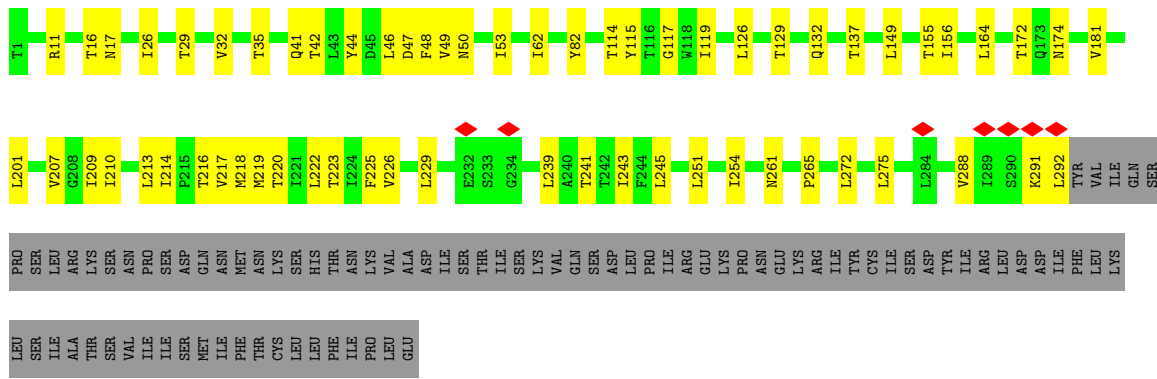 T1 R11 T16 N17 I26 T29 V32 T35 Q41 T42 L43 Y44 D45 L46 D47 F48 V49 N50 I53 I62 Y82 T114 Y115 T116 G117 W118 I119 L126 T129 Q132 T137 L149 T155 I156 L164 T172 Q173 N174 V181
L201 V207 G208 I209 I210 L213 I214 P215 T216 V217 M218 M219 T220 I221 L222 T223 I224 F225 V226 L229 E232 S233 G234 L239 A240 T241 T242 I243 F244 L245 L251 I254 N261 P265 L272 L275 L284 V288 I289 S290 K291 L292 TYR VAL ILE GLN SER
PRO SER LEU ARG LYS SER ASN PRO SER ASP GLN ASN MET ASN LYS SER HIS THR ASN LYS VAL ALA ASP ILE SER THR ILE SER LYS VAL GLN SER ASP LEU PRO ILE ARG GLU LYS PRO ASN GLU LYS ARG ILE TYR CYS ILE SER ASP TYR ILE ARG LEU ASP ASP ILE PHE LEU LYS
LEU SER ILE ALA THR SER VAL ILE ILE SER MET ILE PHE THR CYS LEU LEU PHE ILE PRO LEU GLU